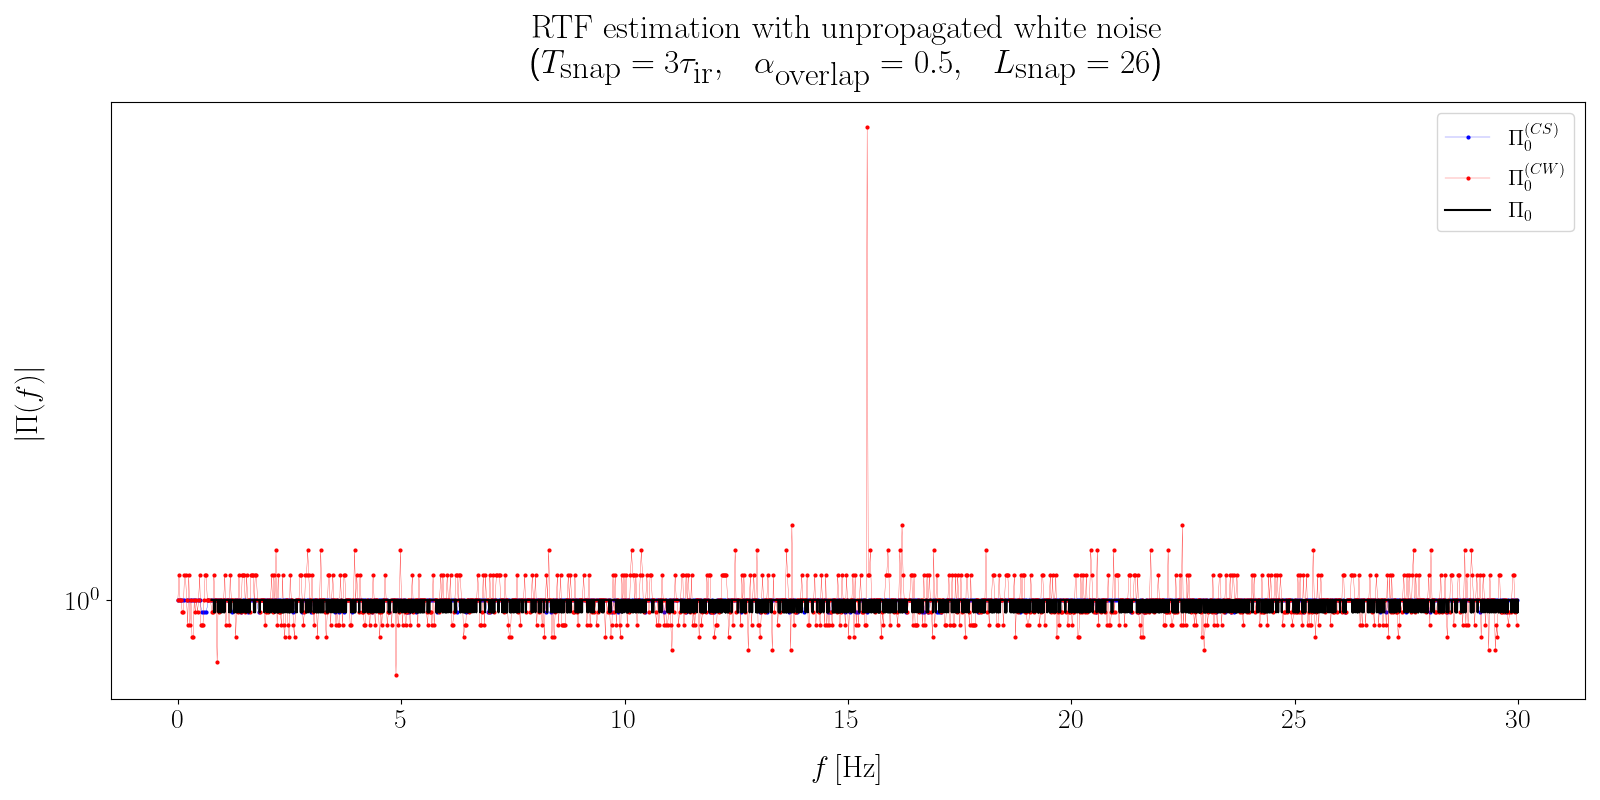 RTF estimation with unpropagated white noise
(T_snap = 3τ_ir, α_overlap = 0.5, L_snap = 26)
Π_0^(CS)
Π_0^(CW)
Π_0
|Π(f)|
10^0
0 5 10 15 20 25 30
f [Hz]